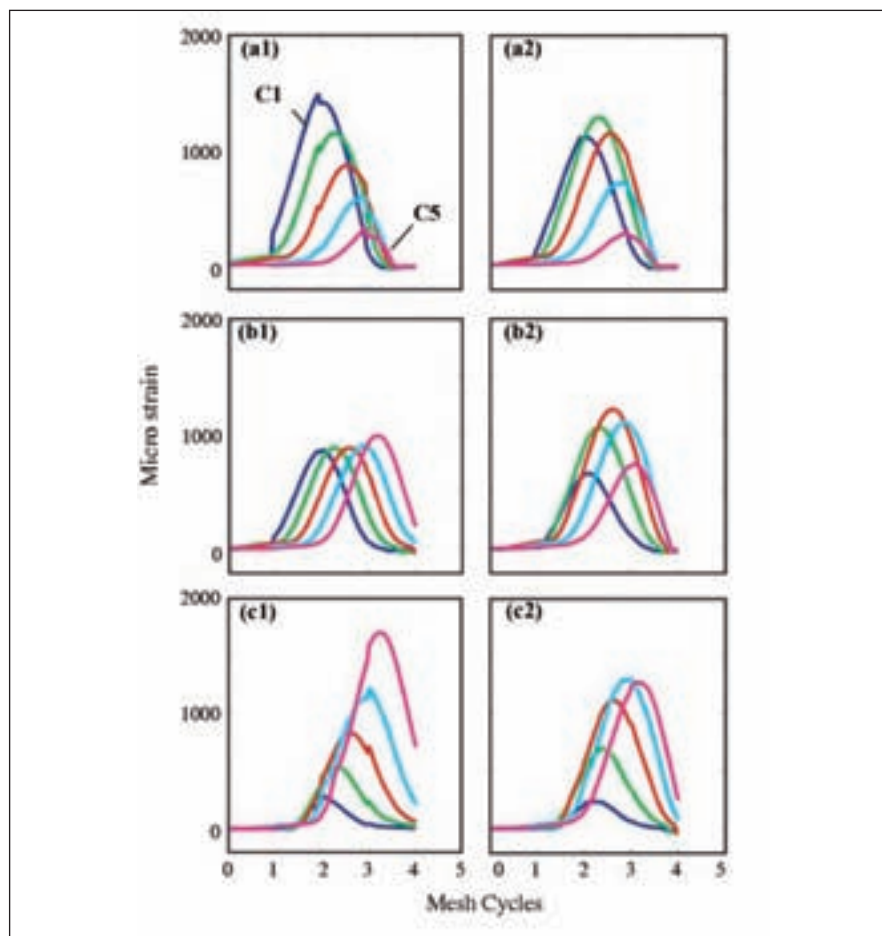 2000
(a1)
(a2)
C1
1000
C5
0
2000
(b1)
(b2)
Micro strain
1000
0
2000
(c1)
(c2)
1000
0
0 1 2 3 4 5 0 1 2 3 4 5
Mesh Cycles